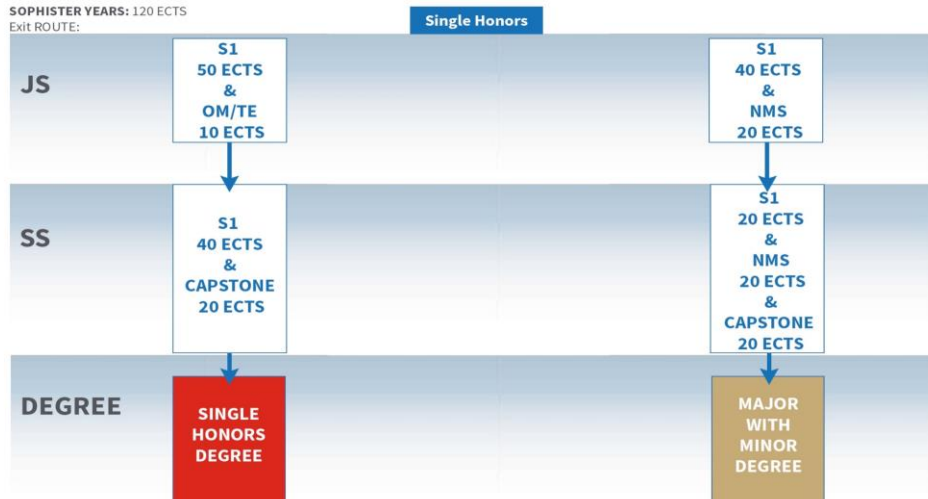 SOPHISTER YEARS: 120 ECTS
Exit ROUTE:
Single Honors
JS
S1
50 ECTS
&
OM/TE
10 ECTS
S1
40 ECTS
&
NMS
20 ECTS
SS
S1
40 ECTS
&
CAPSTONE
20 ECTS
S1
20 ECTS
&
NMS
20 ECTS
&
CAPSTONE
20 ECTS
DEGREE
SINGLE
HONORS
DEGREE
MAJOR
WITH
MINOR
DEGREE